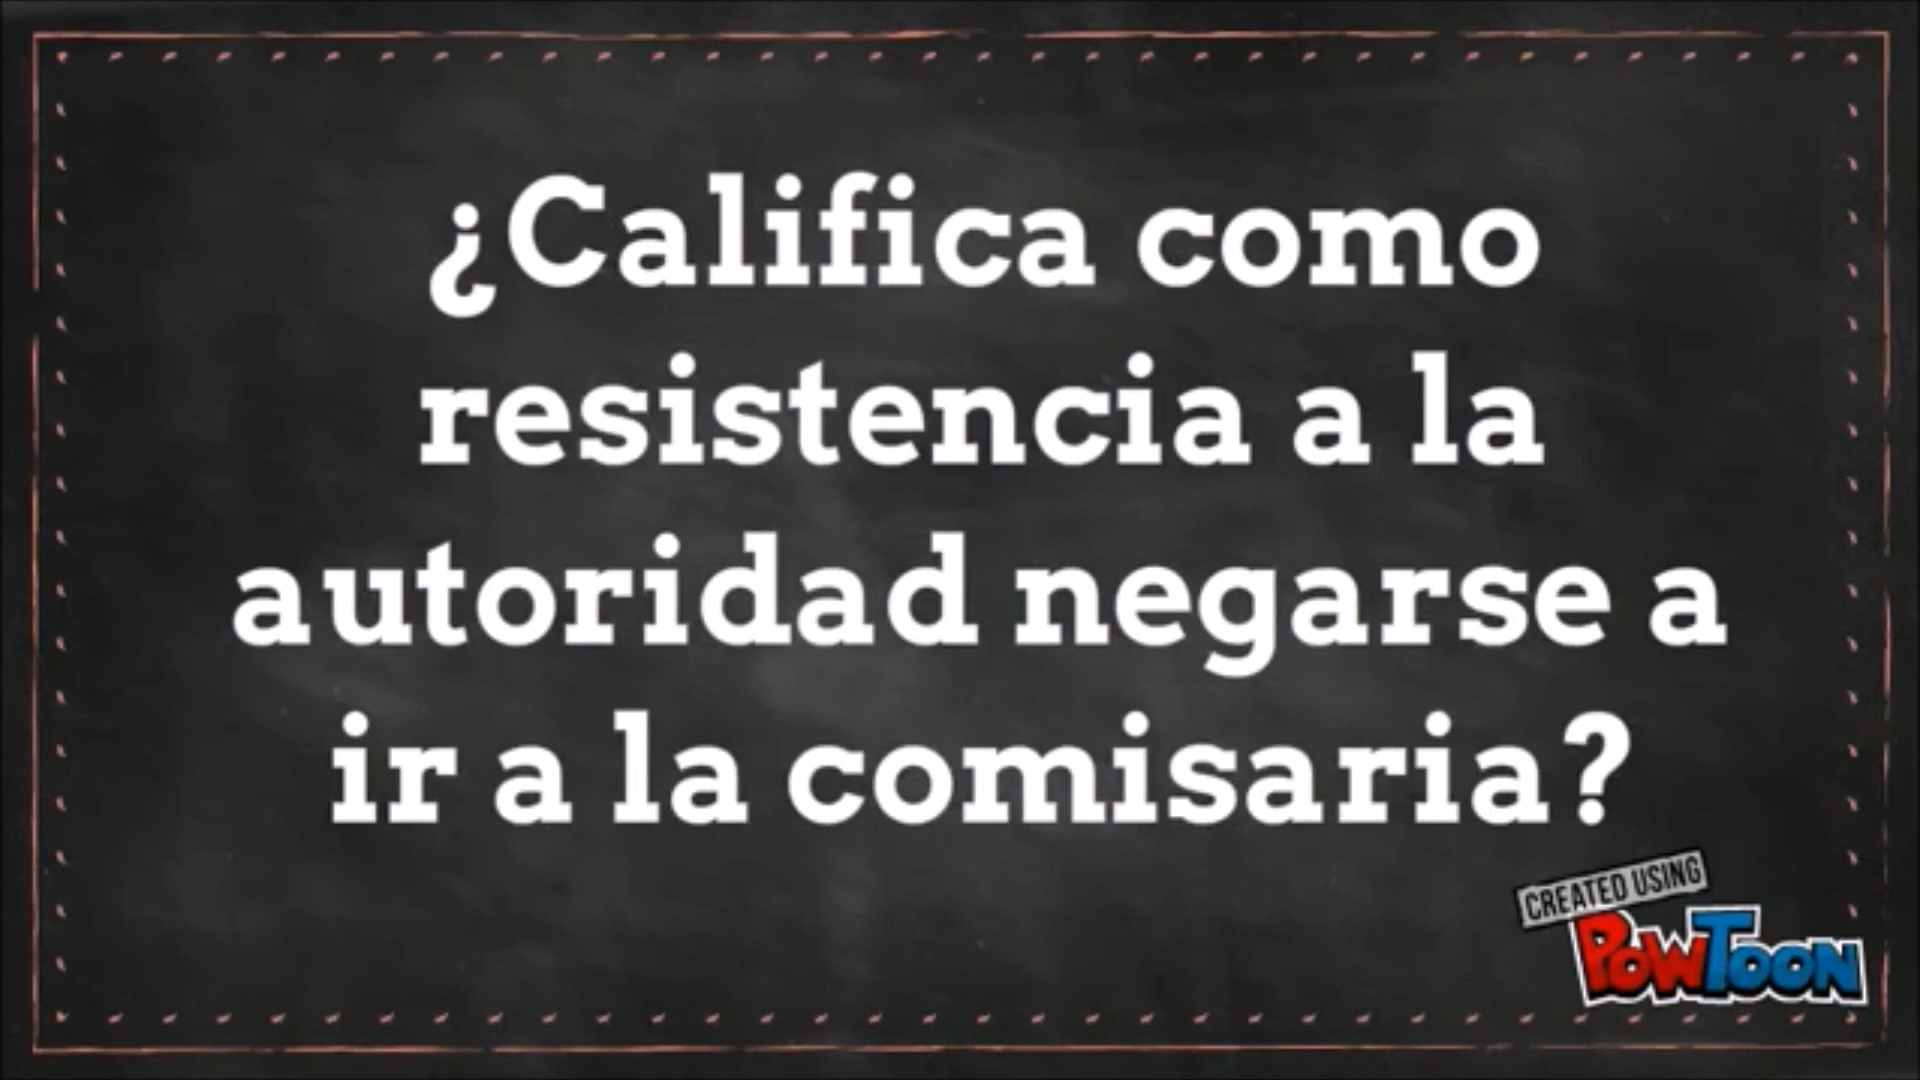 ¿Califica como
resistencia a la
autoridad negarse a
ir a la comisaria?
CREATED USING
POWTOON